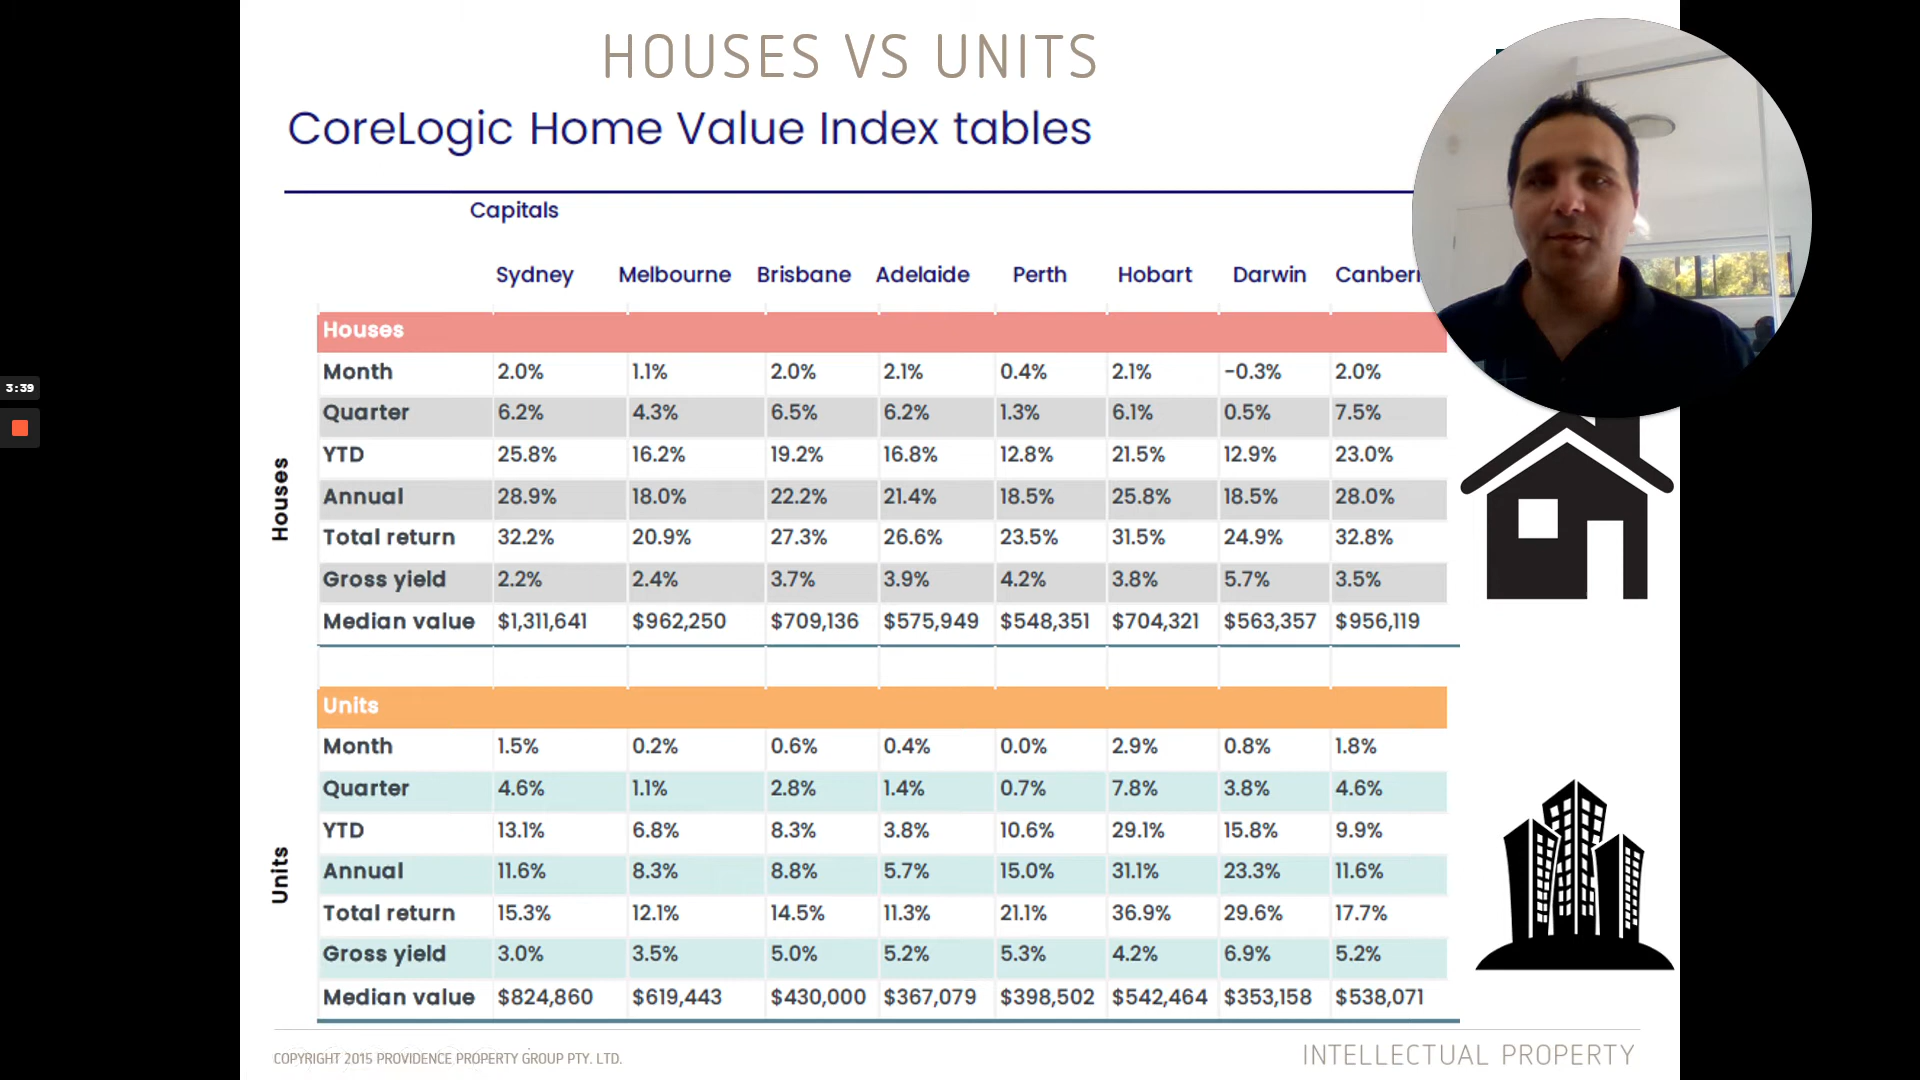 HOUSES VS UNITS
CoreLogic Home Value Index tables
Capitals
Sydney Melbourne Brisbane Adelaide Perth Hobart Darwin Canberr
Houses
Month 2.0% 1.1% 2.0% 2.1% 0.4% 2.1% -0.3% 2.0%
Quarter 6.2% 4.3% 6.5% 6.2% 1.3% 6.1% 0.5% 7.5%
YTD 25.8% 16.2% 19.2% 16.8% 12.8% 21.5% 12.9% 23.0%
Annual 28.9% 18.0% 22.2% 21.4% 18.5% 25.8% 18.5% 28.0%
Total return 32.2% 20.9% 27.3% 26.6% 23.5% 31.5% 24.9% 32.8%
Gross yield 2.2% 2.4% 3.7% 3.9% 4.2% 3.8% 5.7% 3.5%
Median value $1,311,641 $962,250 $709,136 $575,949 $548,351 $704,321 $563,357 $956,119
Houses
Units
Month 1.5% 0.2% 0.6% 0.4% 0.0% 2.9% 0.8% 1.8%
Quarter 4.6% 1.1% 2.8% 1.4% 0.7% 7.8% 3.8% 4.6%
YTD 13.1% 6.8% 8.3% 3.8% 10.6% 29.1% 15.8% 9.9%
Annual 11.6% 8.3% 8.8% 5.7% 15.0% 31.1% 23.3% 11.6%
Total return 15.3% 12.1% 14.5% 11.3% 21.1% 36.9% 29.6% 17.7%
Gross yield 3.0% 3.5% 5.0% 5.2% 5.3% 4.2% 6.9% 5.2%
Median value $824,860 $619,443 $430,000 $367,079 $398,502 $542,464 $353,158 $538,071
Units
3:39
COPYRIGHT 2015 PROVIDENCE PROPERTY GROUP PTY. LTD.
INTELLECTUAL PROPERTY